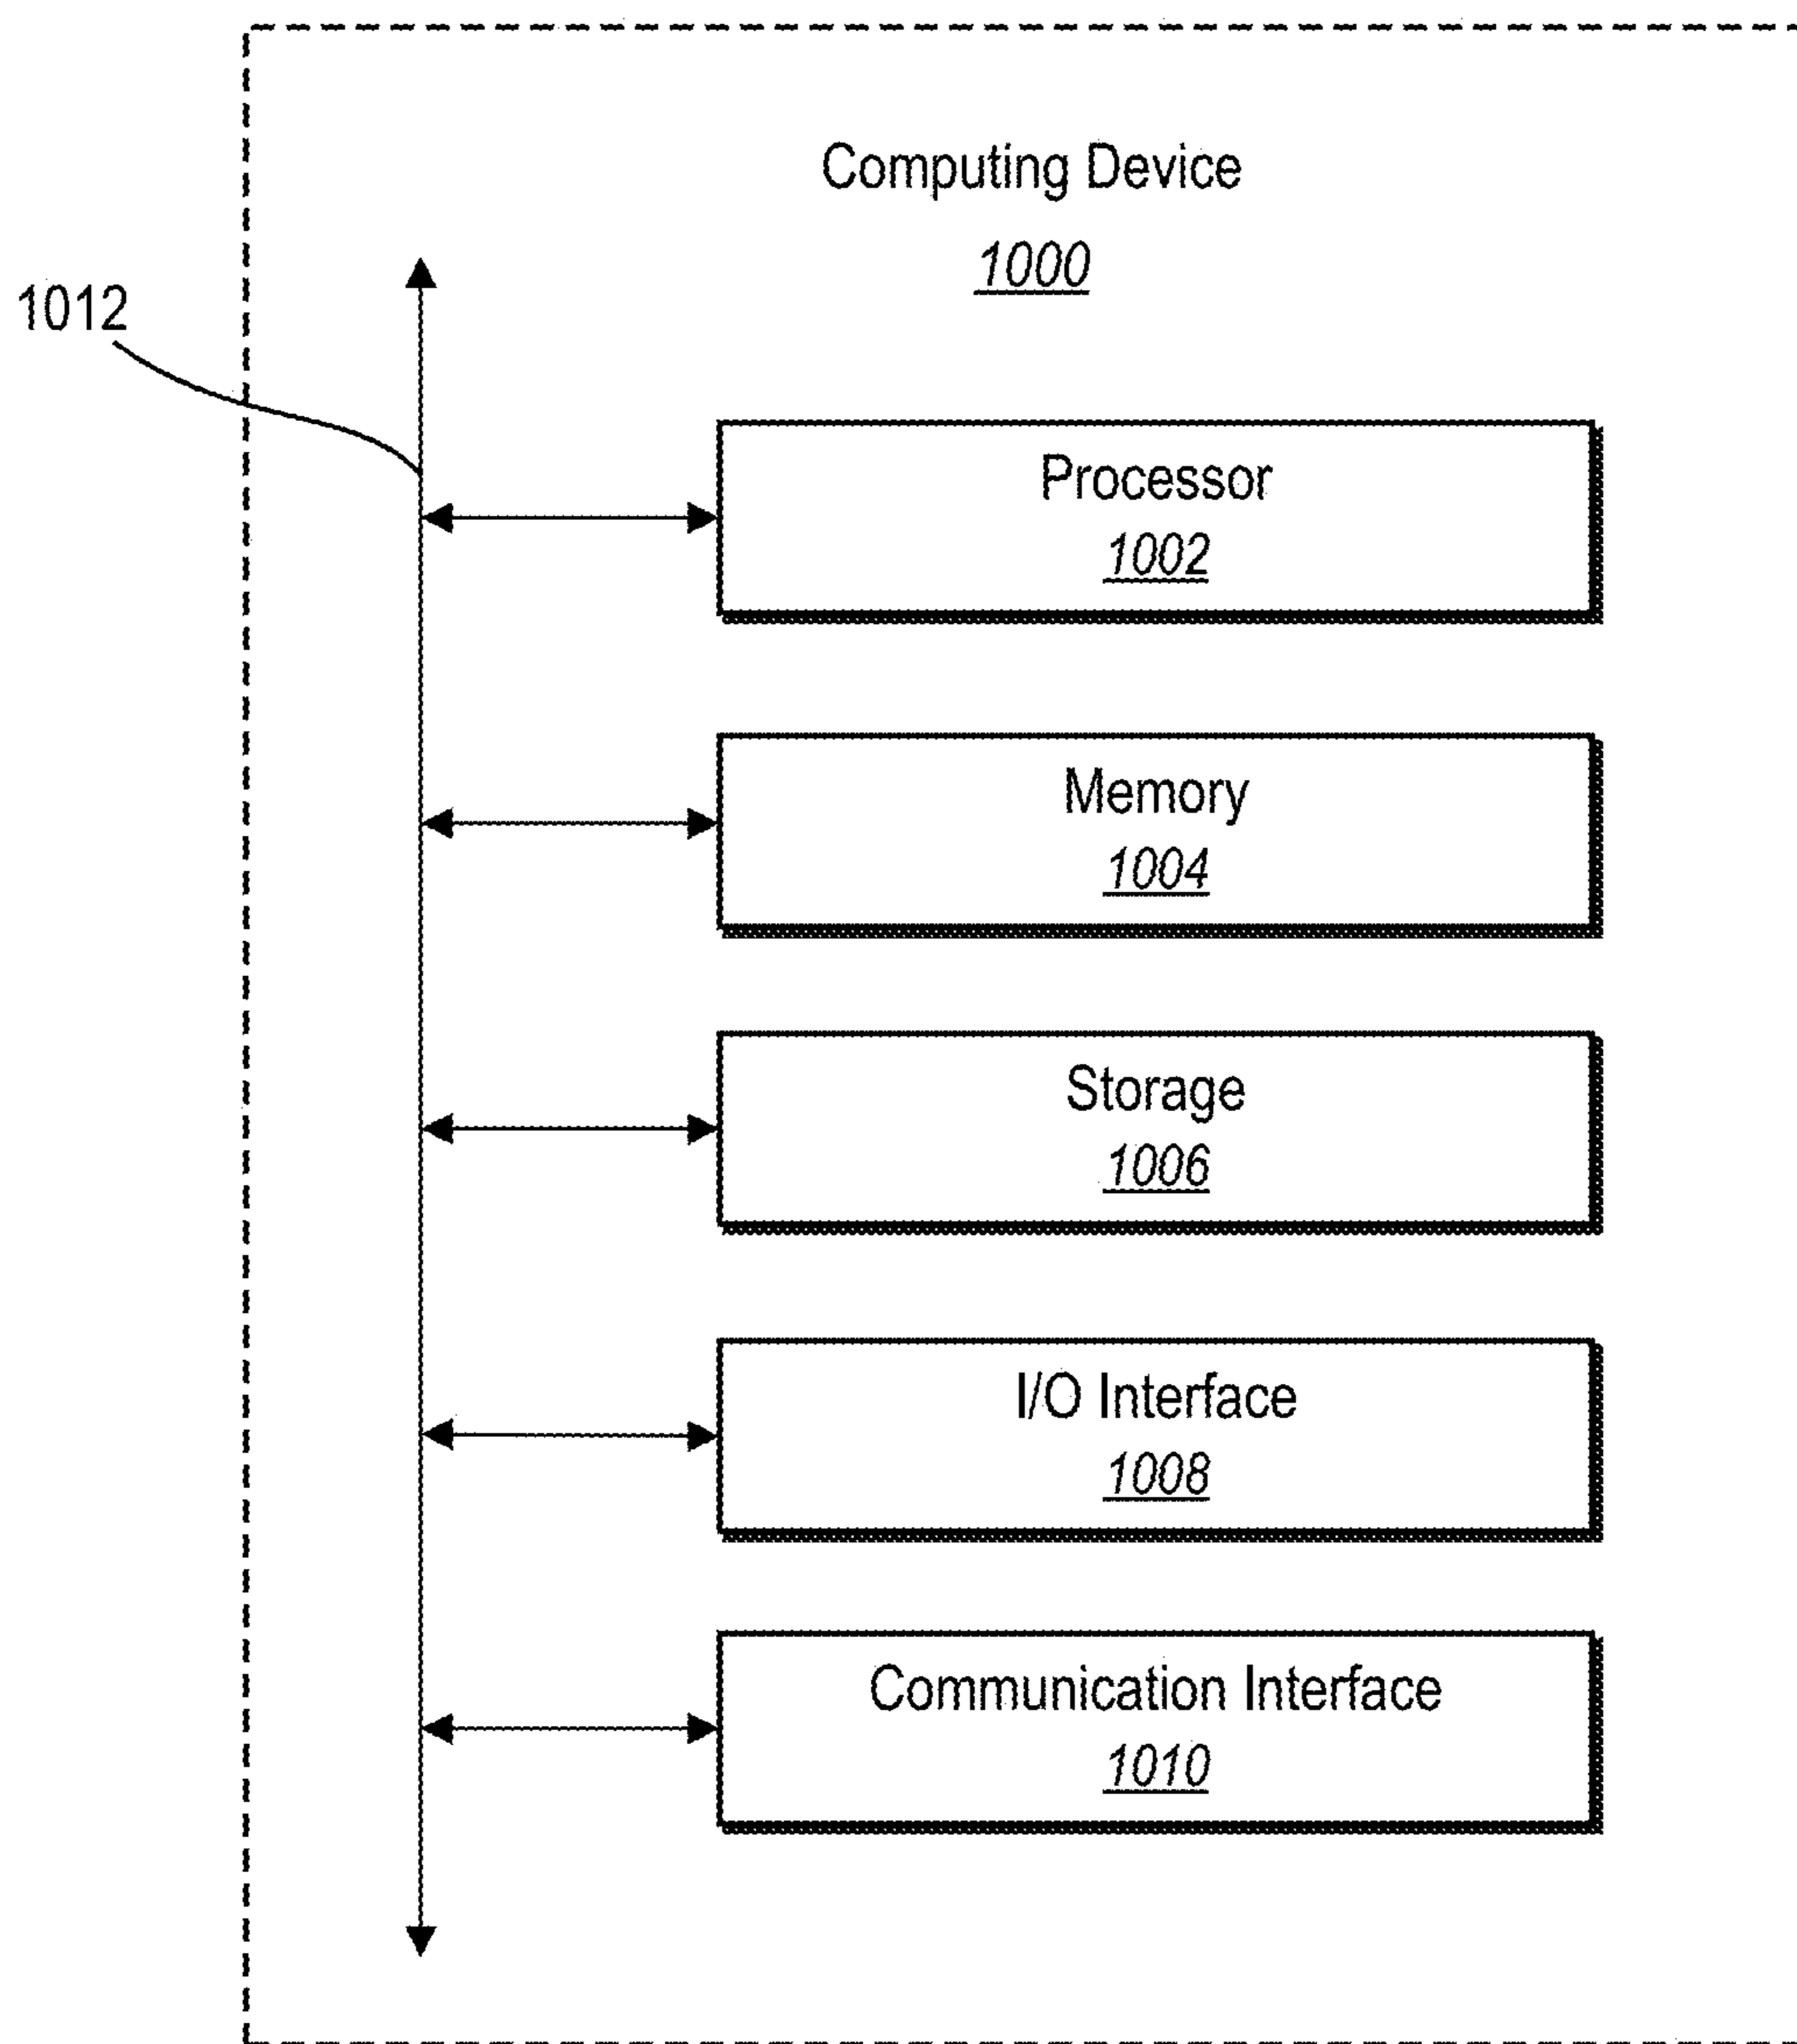 Computing Device
1000
1012
Processor
1002
Memory
1004
Storage
1006
I/O Interface
1008
Communication Interface
1010